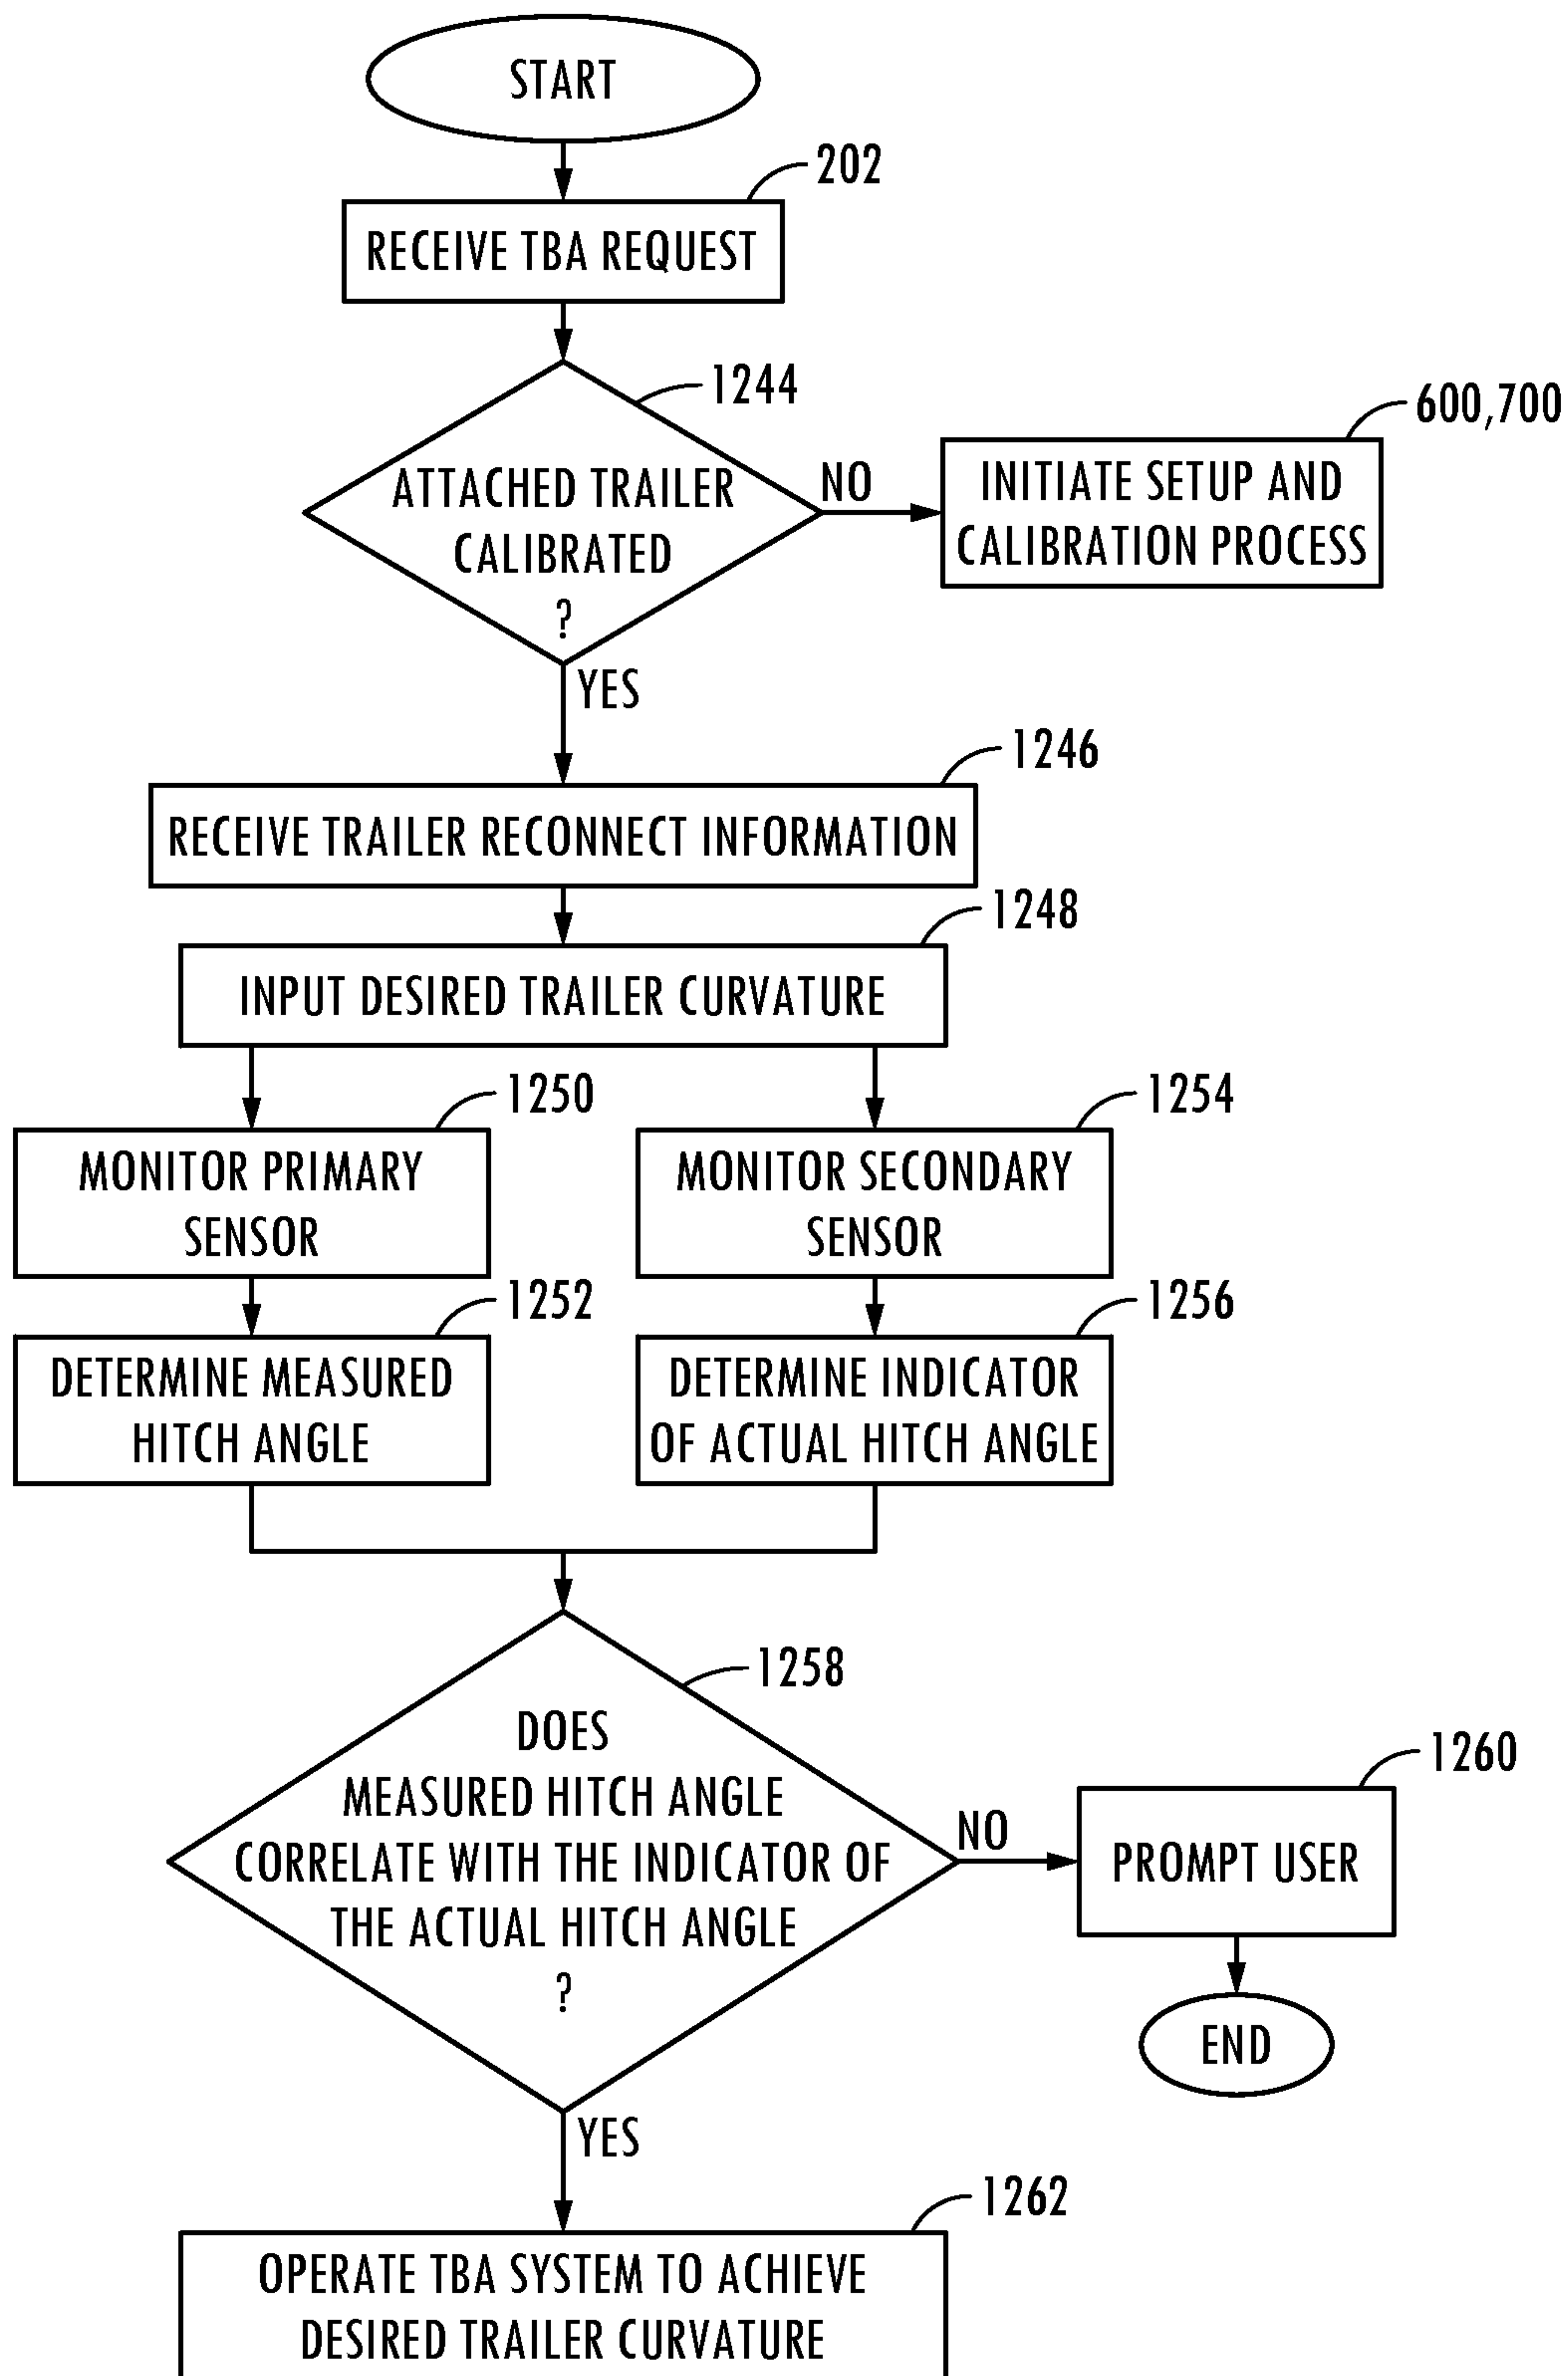 START
202
RECEIVE TBA REQUEST
1244
ATTACHED TRAILER
CALIBRATED
?
NO
600,700
INITIATE SETUP AND
CALIBRATION PROCESS
YES
1246
RECEIVE TRAILER RECONNECT INFORMATION
1248
INPUT DESIRED TRAILER CURVATURE
1250
MONITOR PRIMARY
SENSOR
1254
MONITOR SECONDARY
SENSOR
1252
DETERMINE MEASURED
HITCH ANGLE
1256
DETERMINE INDICATOR
OF ACTUAL HITCH ANGLE
1258
DOES
MEASURED HITCH ANGLE
CORRELATE WITH THE INDICATOR OF
THE ACTUAL HITCH ANGLE
?
NO
1260
PROMPT USER
END
YES
1262
OPERATE TBA SYSTEM TO ACHIEVE
DESIRED TRAILER CURVATURE